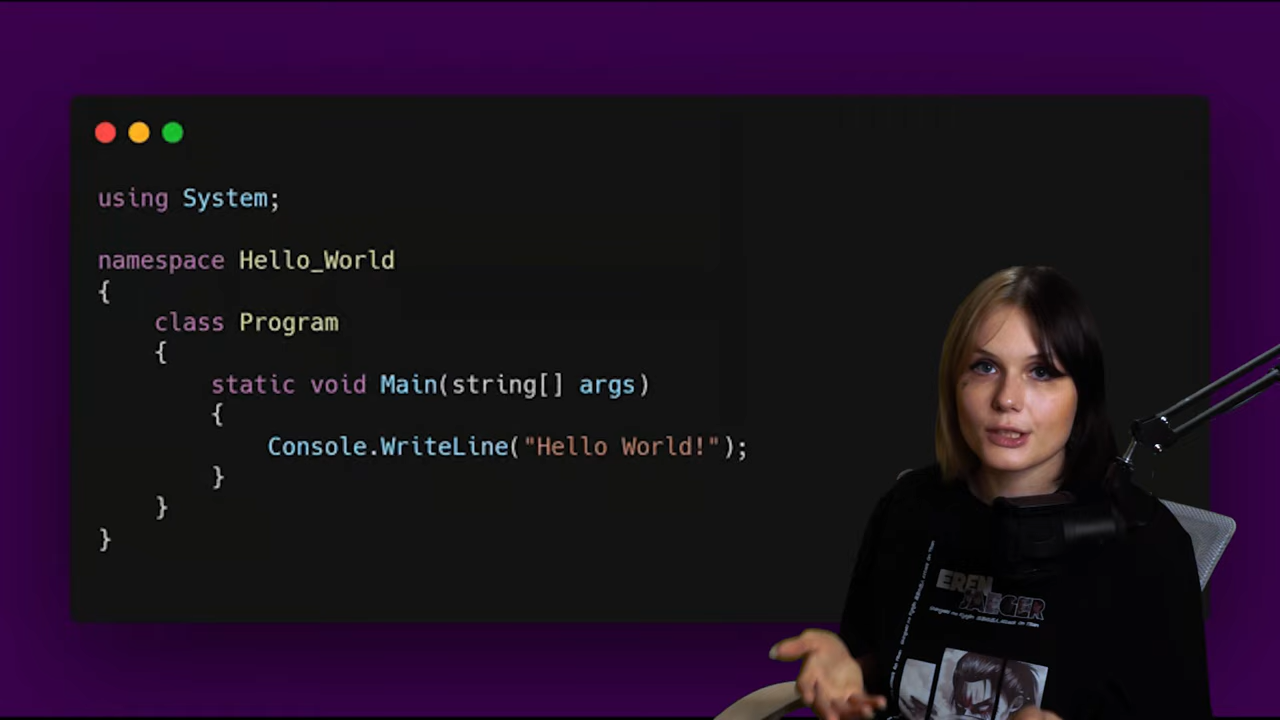 using System;
namespace Hello_World
{
    class Program
    {
        static void Main(string[] args)
        {
            Console.WriteLine("Hello World!");
        }
    }
}
EREN
JAEGER